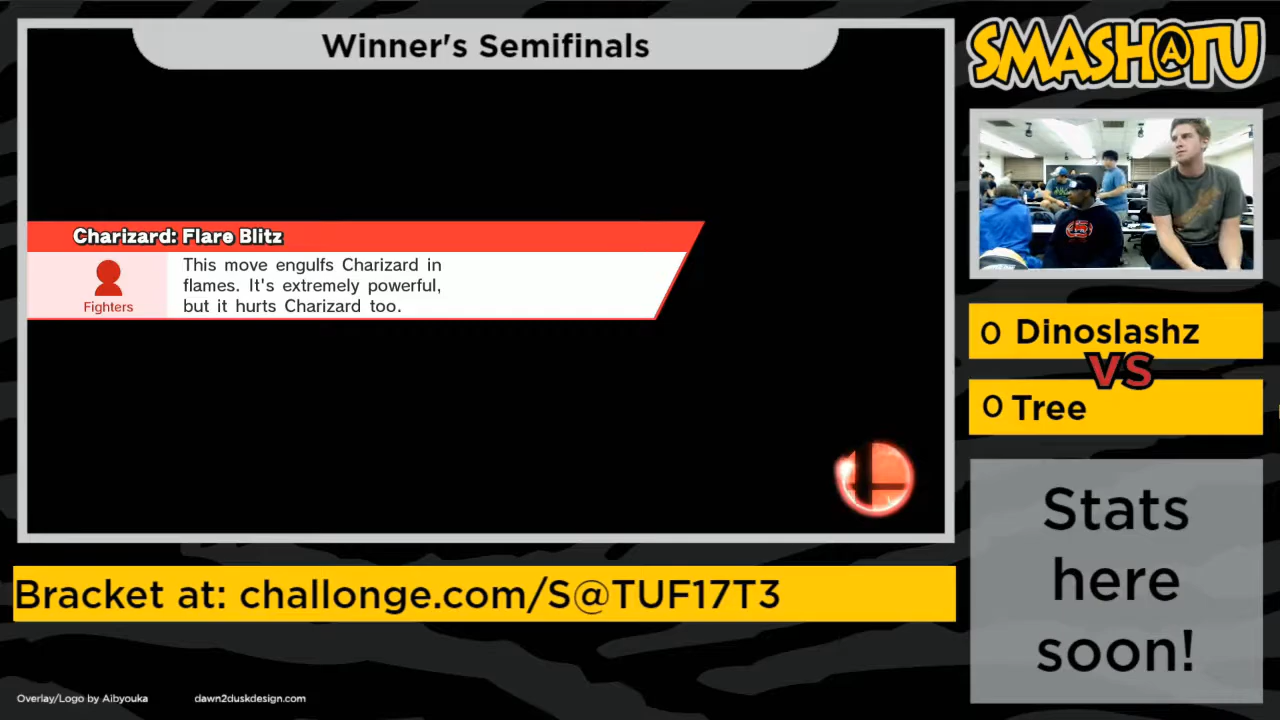 Winner's Semifinals
SMASH@TU
Charizard: Flare Blitz
Fighters
This move engulfs Charizard in
flames. It's extremely powerful,
but it hurts Charizard too.
0 Dinoslashz
VS
0 Tree
Stats
here
soon!
Bracket at: challonge.com/S@TUF17T3
Overlay/Logo by Aibyouka
dawn2duskdesign.com